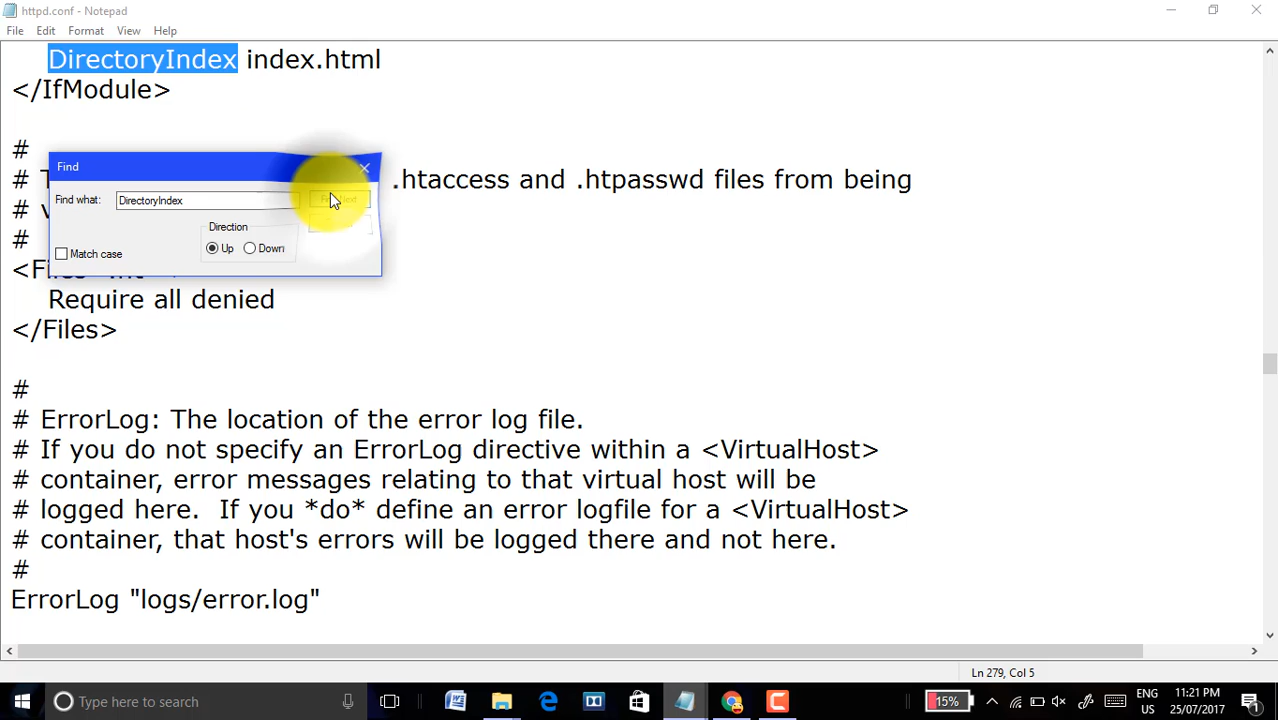 httpd.conf - Notepad
File Edit Format View Help
DirectoryIndex index.html
</IfModule>
#
# T .htaccess and .htpasswd files from being
# v
#
Find
Find what: DirectoryIndex
Direction
Match case Up Down
Require all denied
</Files>
#
# ErrorLog: The location of the error log file.
# If you do not specify an ErrorLog directive within a <VirtualHost>
# container, error messages relating to that virtual host will be
# logged here.  If you *do* define an error logfile for a <VirtualHost>
# container, that host's errors will be logged there and not here.
#
ErrorLog "logs/error.log"
Ln 279, Col 5
Type here to search
15%
ENG
US
11:21 PM
25/07/2017